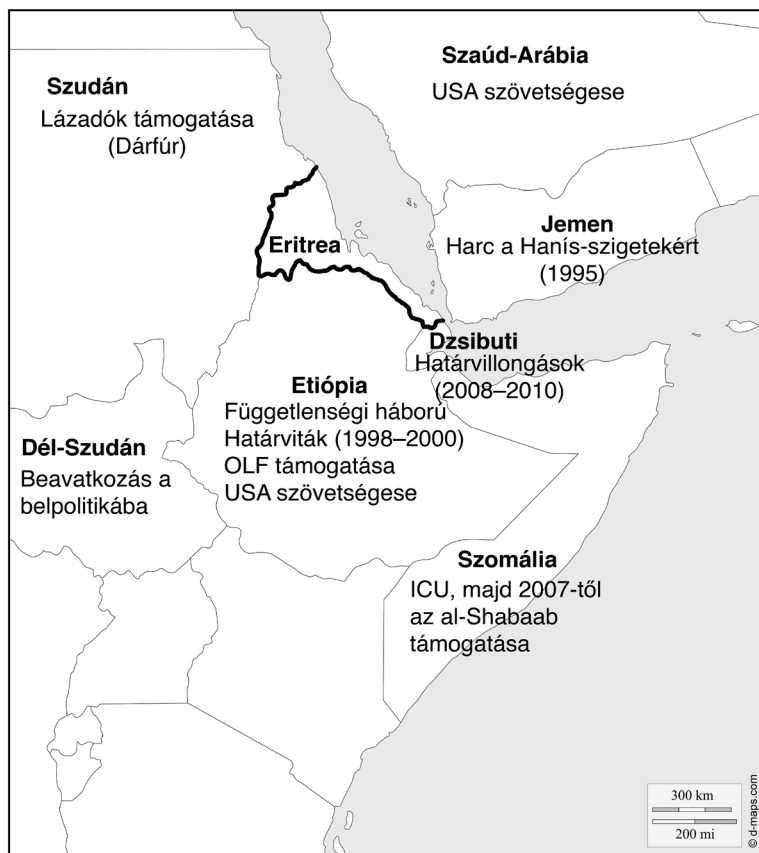 Szaúd-Arábia
USA szövetségese
Szudán
Lázadók támogatása
(Dárfúr)
Jemen
Harc a Hanís-szigetekért
(1995)
Eritrea
Dzsibuti
Határvillongások
(2008–2010)
Etiópia
Függetlenségi háború
Határviták (1998–2000)
OLF támogatása
USA szövetségese
Dél-Szudán
Beavatkozás a
belpolitikába
Szomália
ICU, majd 2007-től
az al-Shabaab
támogatása
300 km
200 mi
© d-maps.com